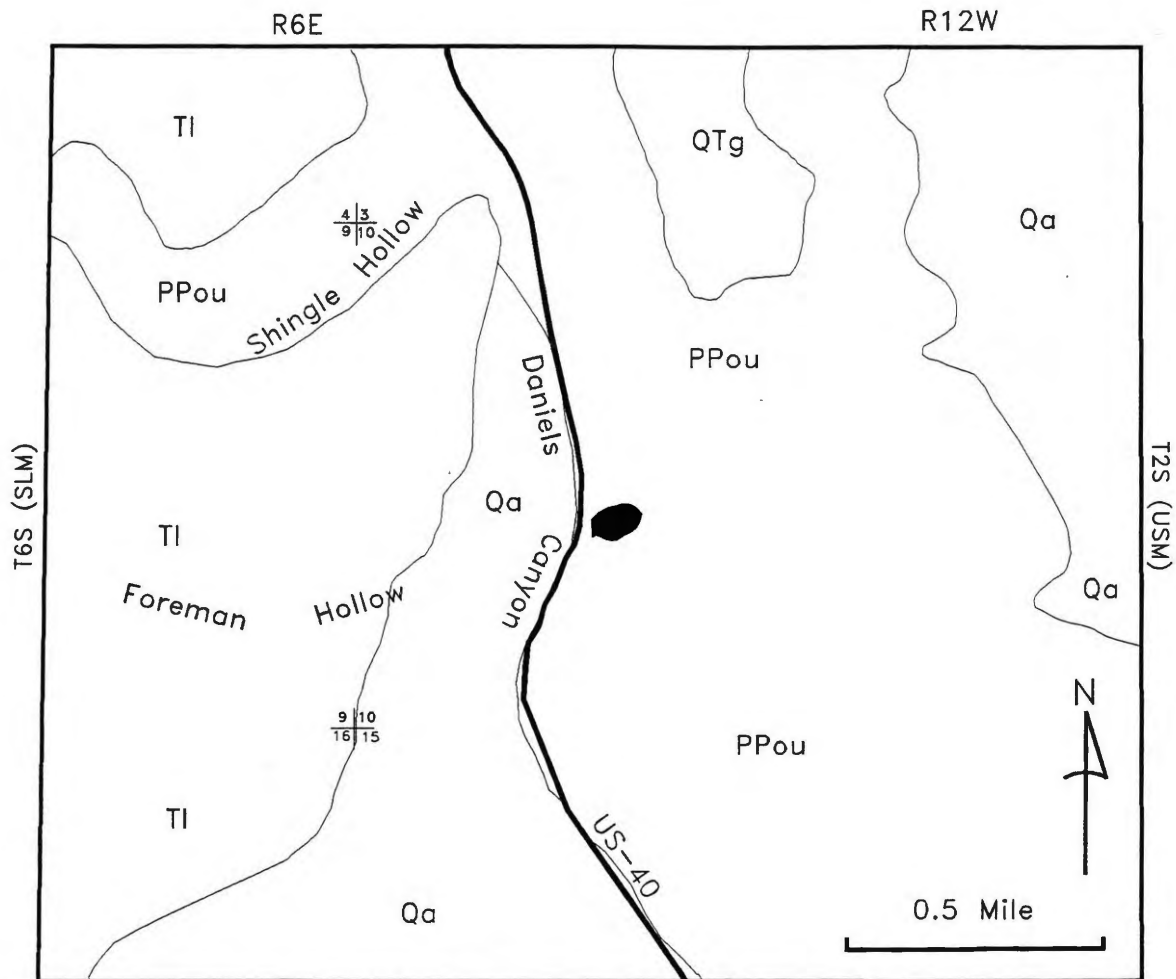 R6E
R12W
Tl
QTg
Qa
4 3
9 10
Shingle Hollow
PPou
PPou
Daniels Canyon
T6S (SLM)
T2S (USM)
Qa
Tl
Qa
Foreman Hollow
N
9 10
16 15
PPou
Tl
US-40
Qa
0.5 Mile